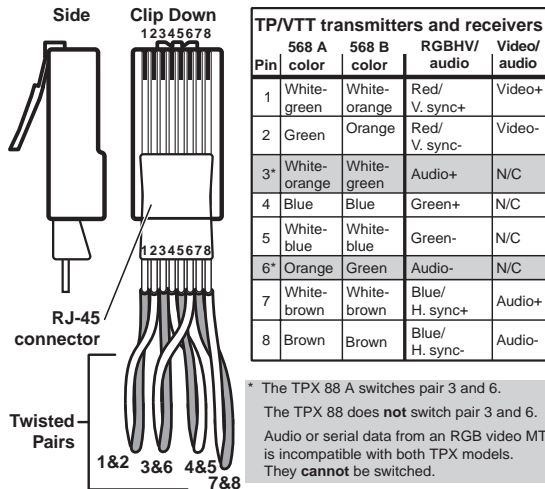 Side
Clip Down
12345678
12345678
RJ-45
connector
Twisted
Pairs
1&2
3&6
4&5
7&8
TP/VTT transmitters and receivers
Pin 568 A color 568 B color RGBHV/ audio Video/ audio
1 White-green White-orange Red/ V. sync+ Video+
2 Green Orange Red/ V. sync- Video-
3* White-orange White-green Audio+ N/C
4 Blue Blue Green+ N/C
5 White-blue White-blue Green- N/C
6* Orange Green Audio- N/C
7 White-brown White-brown Blue/ H. sync+ Audio+
8 Brown Brown Blue/ H. sync- Audio-
* The TPX 88 A switches pair 3 and 6.
The TPX 88 does not switch pair 3 and 6.
Audio or serial data from an RGB video MT
is incompatible with both TPX models.
They cannot be switched.